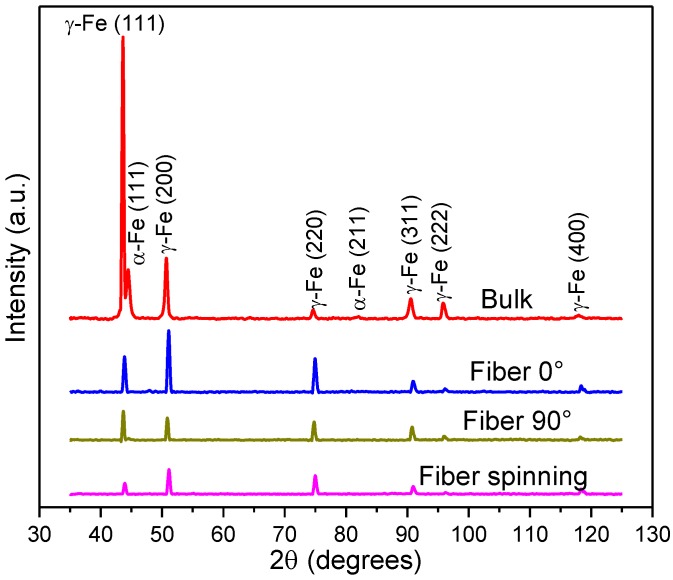 γ-Fe (111)
α-Fe (111)
γ-Fe (200)
γ-Fe (220)
α-Fe (211)
γ-Fe (311)
γ-Fe (222)
γ-Fe (400)
Bulk
Fiber 0°
Fiber 90°
Fiber spinning
Intensity (a.u.)
30 40 50 60 70 80 90 100 110 120 130
2θ (degrees)